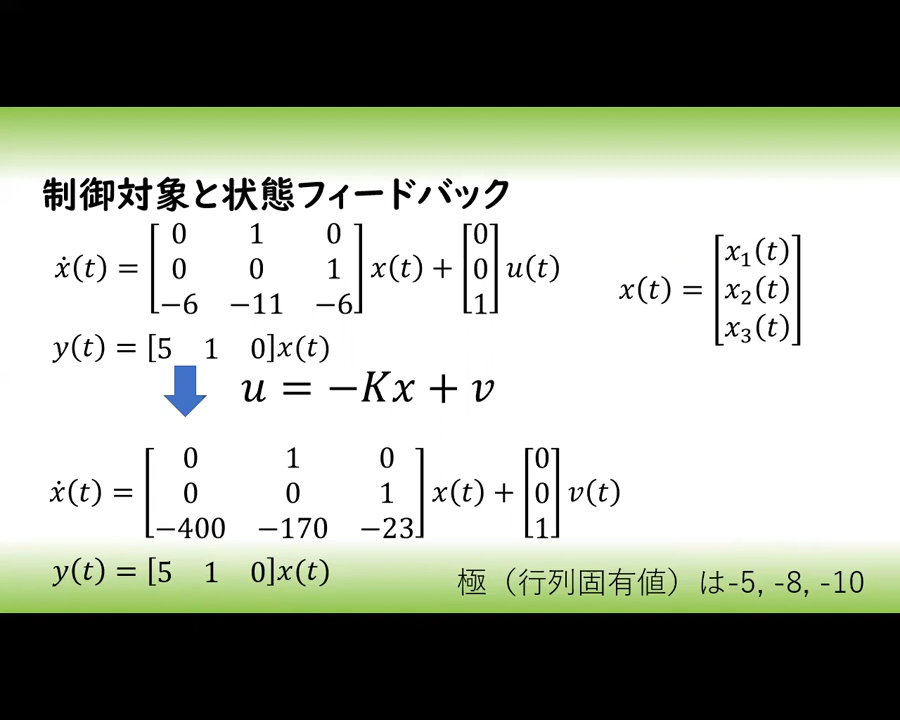 制御対象と状態フィードバック
ẋ(t) = [0 1 0; 0 0 1; −6 −11 −6] x(t) + [0; 0; 1] u(t)
x(t) = [x₁(t); x₂(t); x₃(t)]
y(t) = [5 1 0]x(t)
u = −Kx + v
ẋ(t) = [0 1 0; 0 0 1; −400 −170 −23] x(t) + [0; 0; 1] v(t)
y(t) = [5 1 0]x(t)
極（行列固有値）は-5, -8, -10